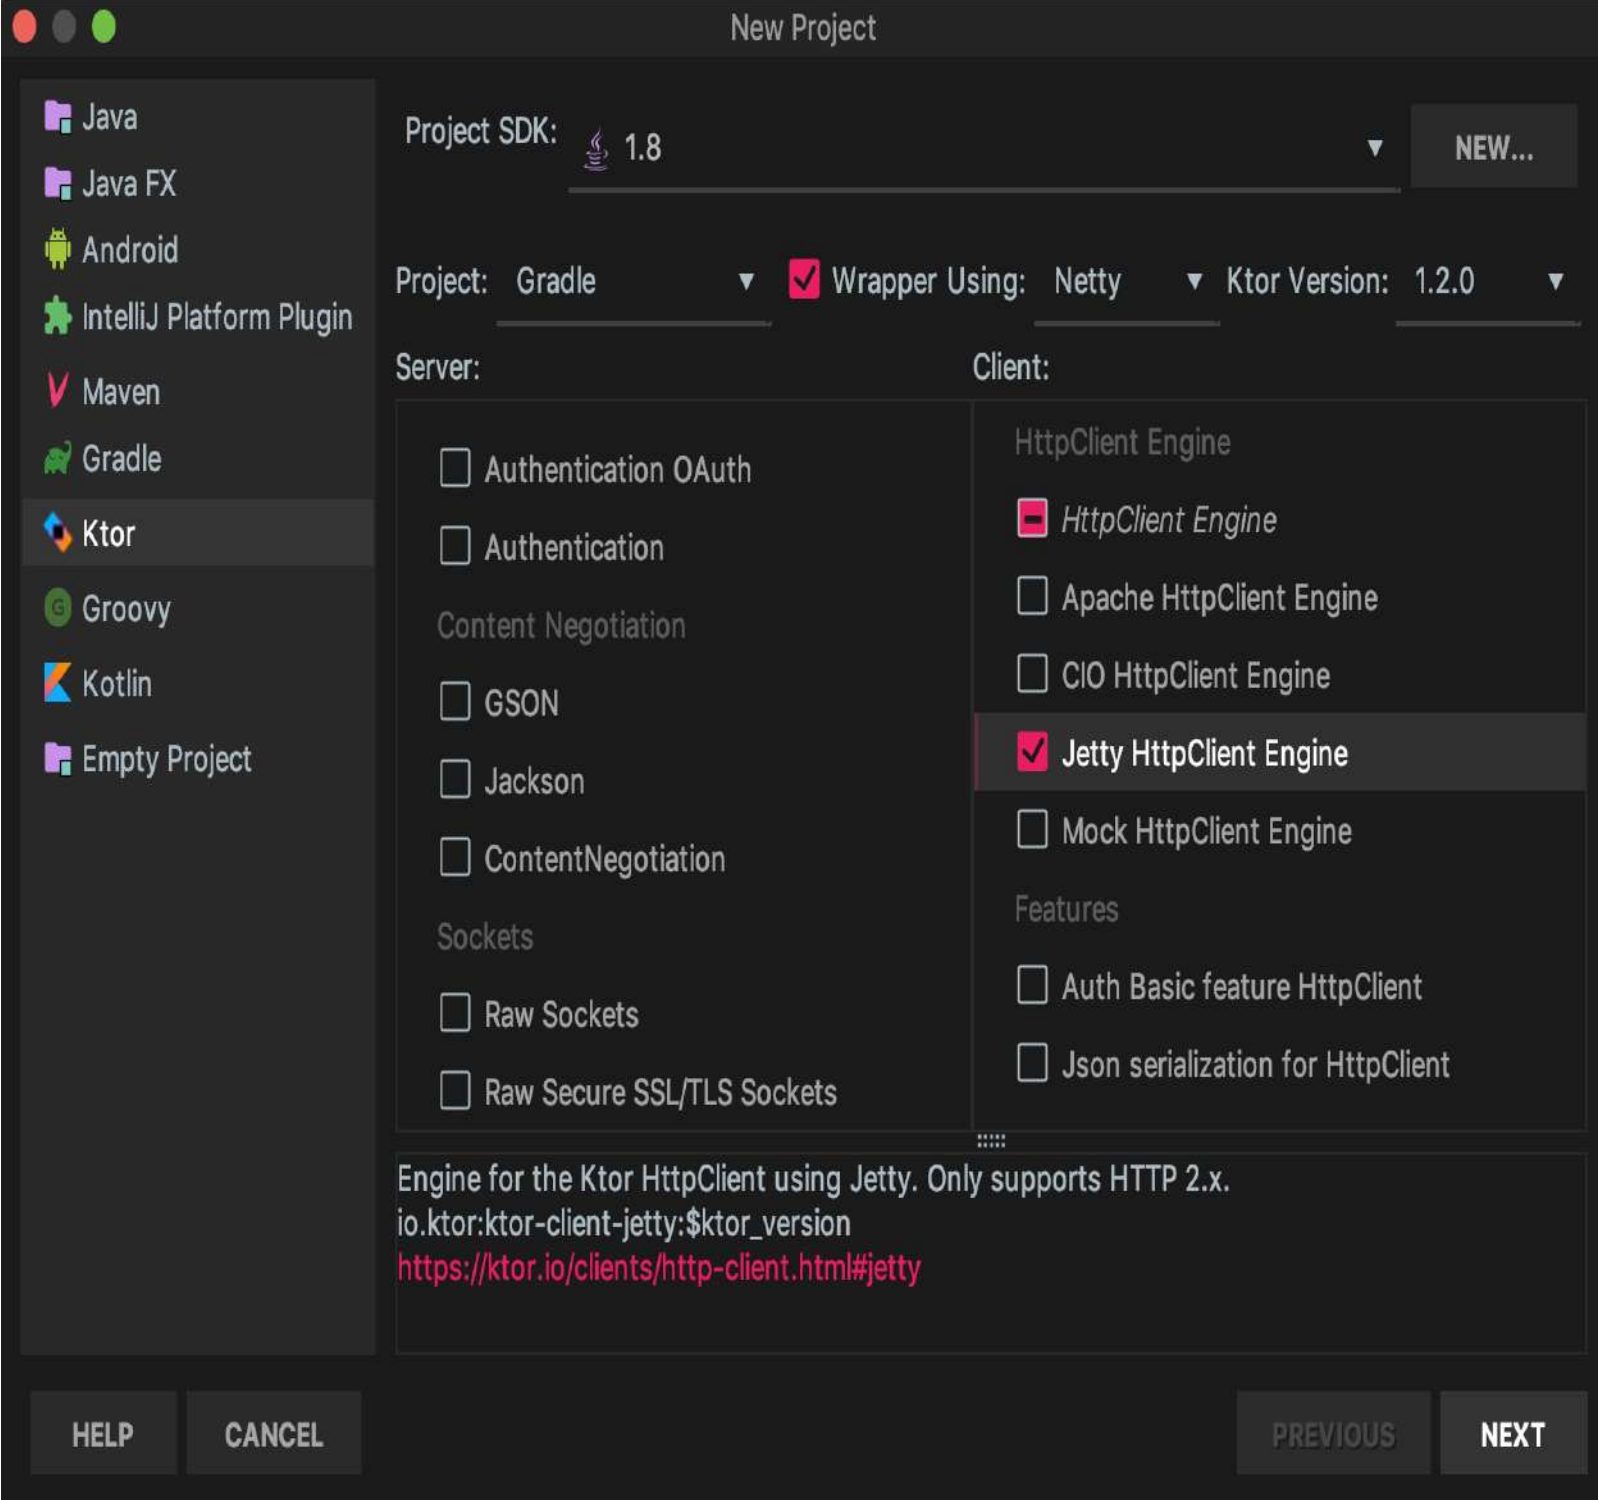 New Project
Java
Java FX
Android
IntelliJ Platform Plugin
Maven
Gradle
Ktor
Groovy
Kotlin
Empty Project
Project SDK: 1.8 NEW...
Project: Gradle Wrapper Using: Netty Ktor Version: 1.2.0
Server:
Authentication OAuth
Authentication
Content Negotiation
GSON
Jackson
ContentNegotiation
Sockets
Raw Sockets
Raw Secure SSL/TLS Sockets
Client:
HttpClient Engine
HttpClient Engine
Apache HttpClient Engine
CIO HttpClient Engine
Jetty HttpClient Engine
Mock HttpClient Engine
Features
Auth Basic feature HttpClient
Json serialization for HttpClient
Engine for the Ktor HttpClient using Jetty. Only supports HTTP 2.x.
io.ktor:ktor-client-jetty:$ktor_version
https://ktor.io/clients/http-client.html#jetty
HELP CANCEL PREVIOUS NEXT